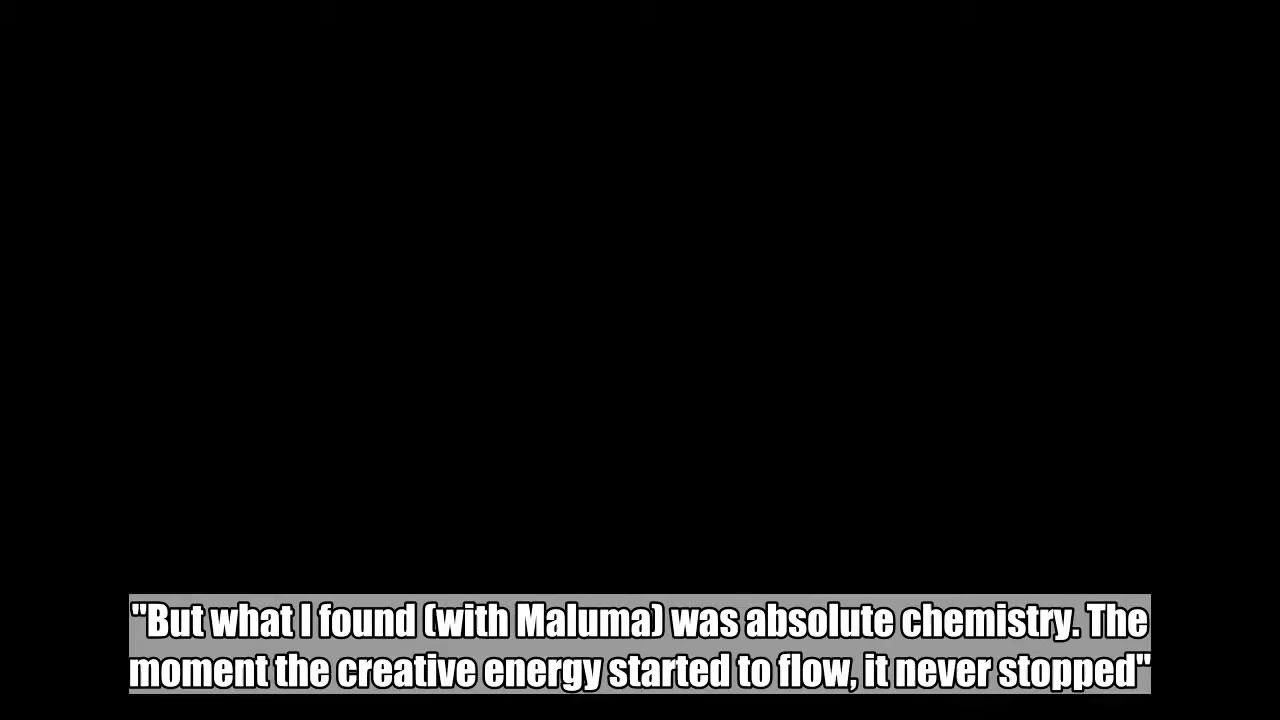 "But what I found (with Maluma) was absolute chemistry. The
moment the creative energy started to flow, it never stopped"